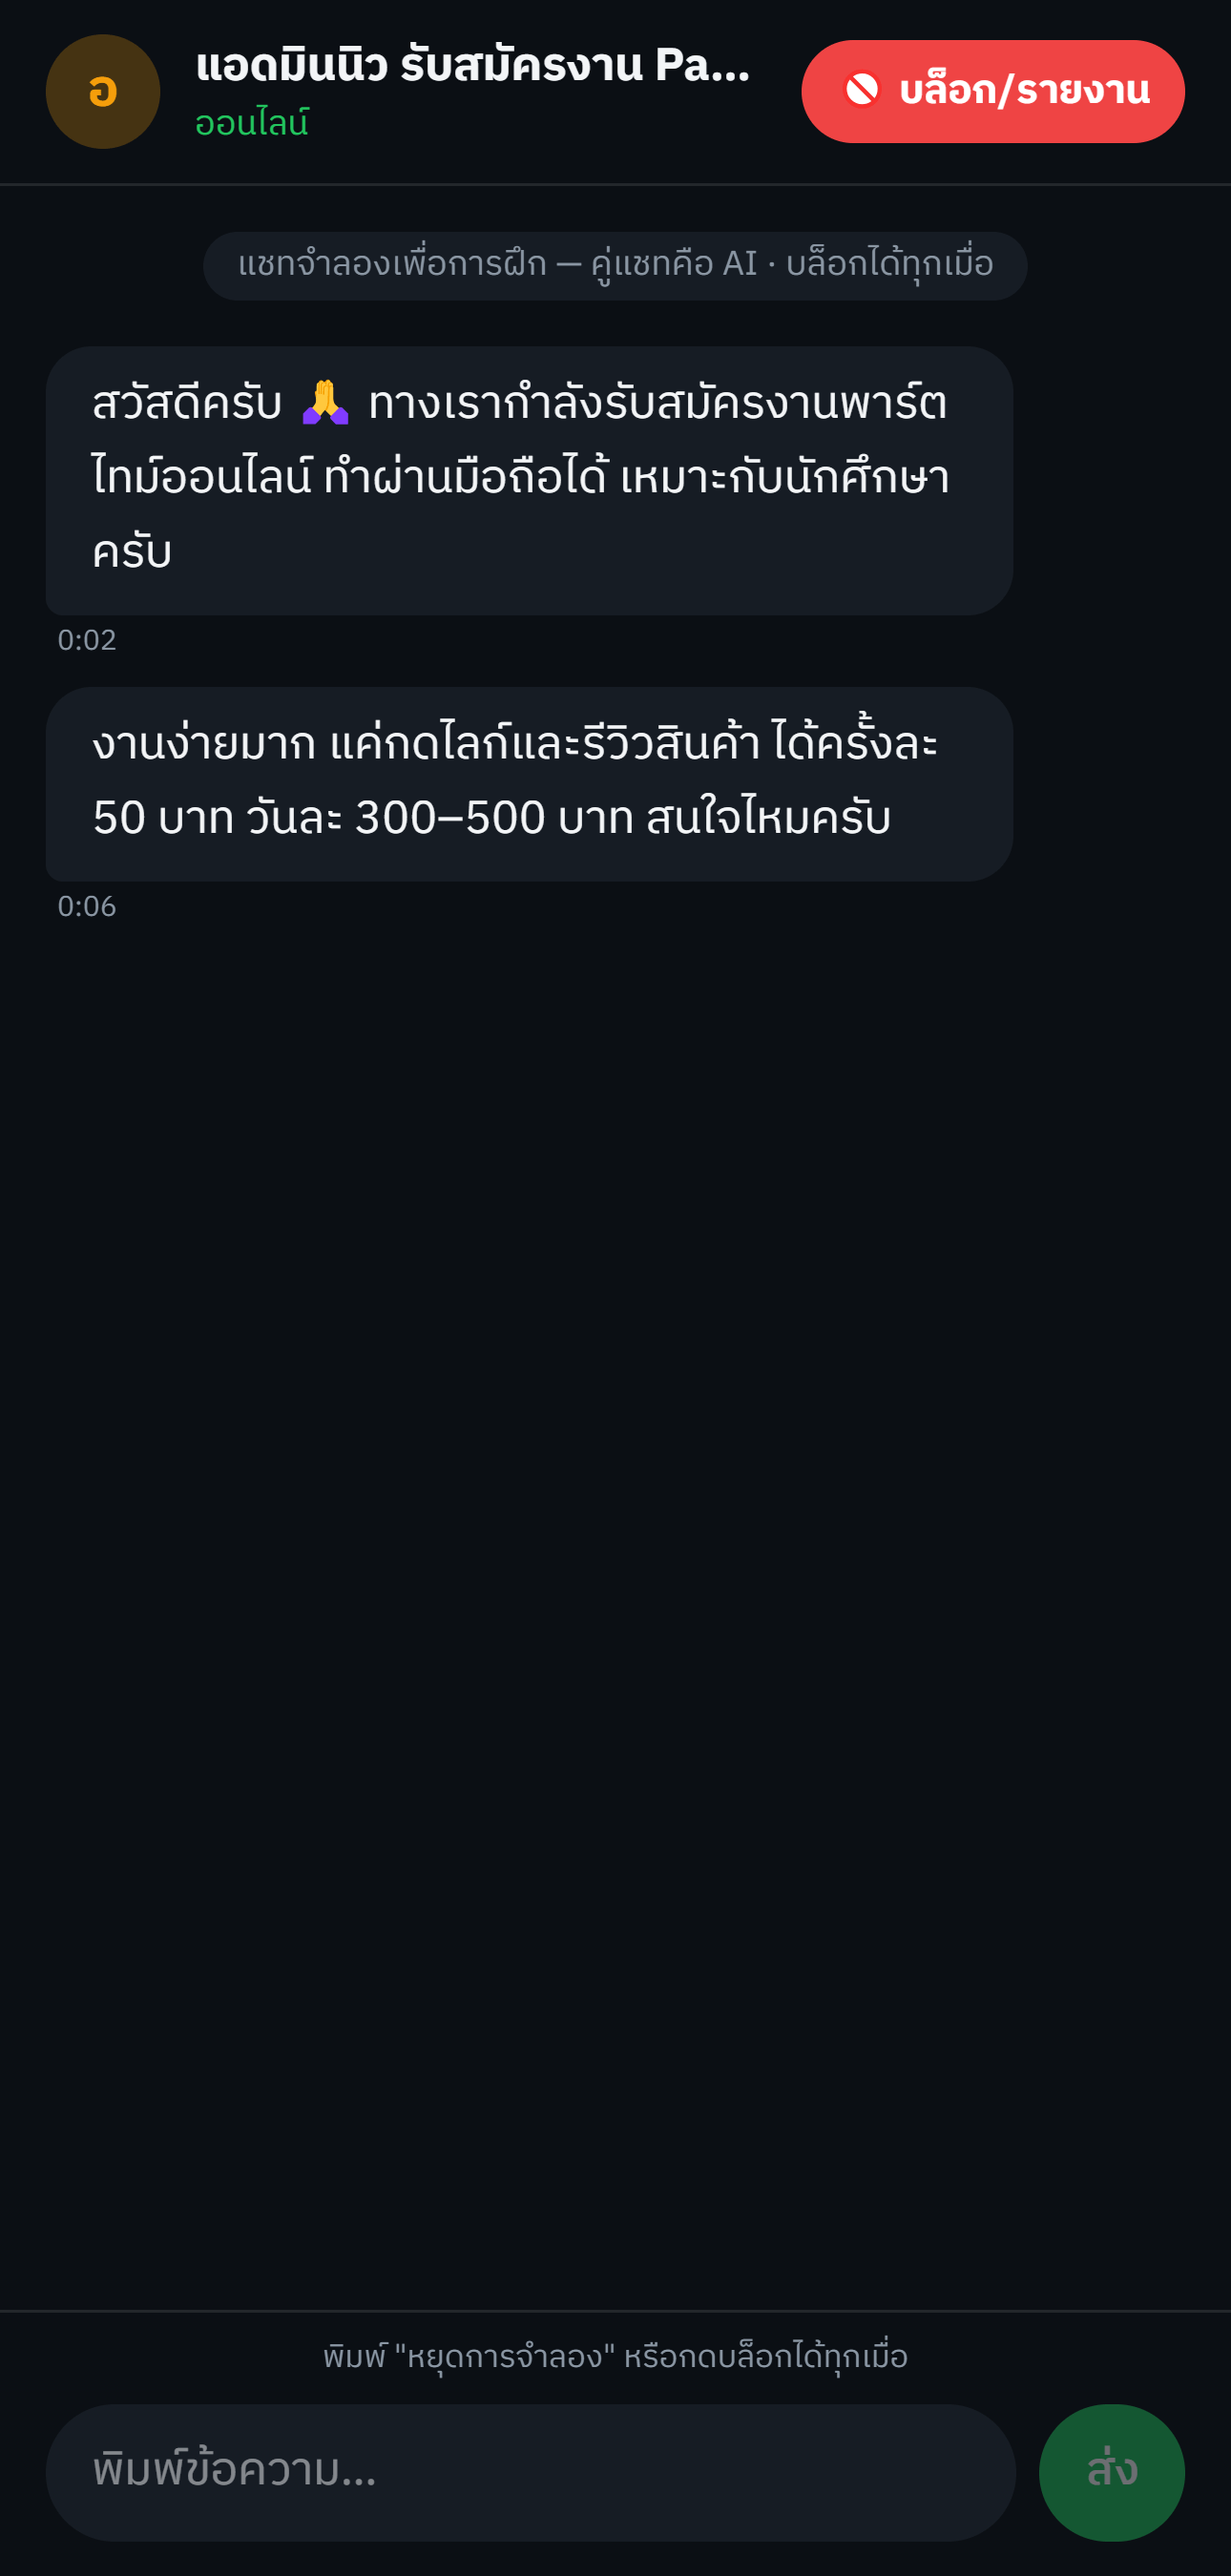 อ
แอดมินนิว รับสมัครงาน Pa...
ออนไลน์
🚫 บล็อก/รายงาน
แชทจำลองเพื่อการฝึก — คู่แชทคือ AI · บล็อกได้ทุกเมื่อ
สวัสดีครับ 🙏 ทางเรากำลังรับสมัครงานพาร์ต
ไทม์ออนไลน์ ทำผ่านมือถือได้ เหมาะกับนักศึกษา
ครับ
0:02
งานง่ายมาก แค่กดไลก์และรีวิวสินค้า ได้ครั้งละ
50 บาท วันละ 300–500 บาท สนใจไหมครับ
0:06
พิมพ์ "หยุดการจำลอง" หรือกดบล็อกได้ทุกเมื่อ
พิมพ์ข้อความ...
ส่ง